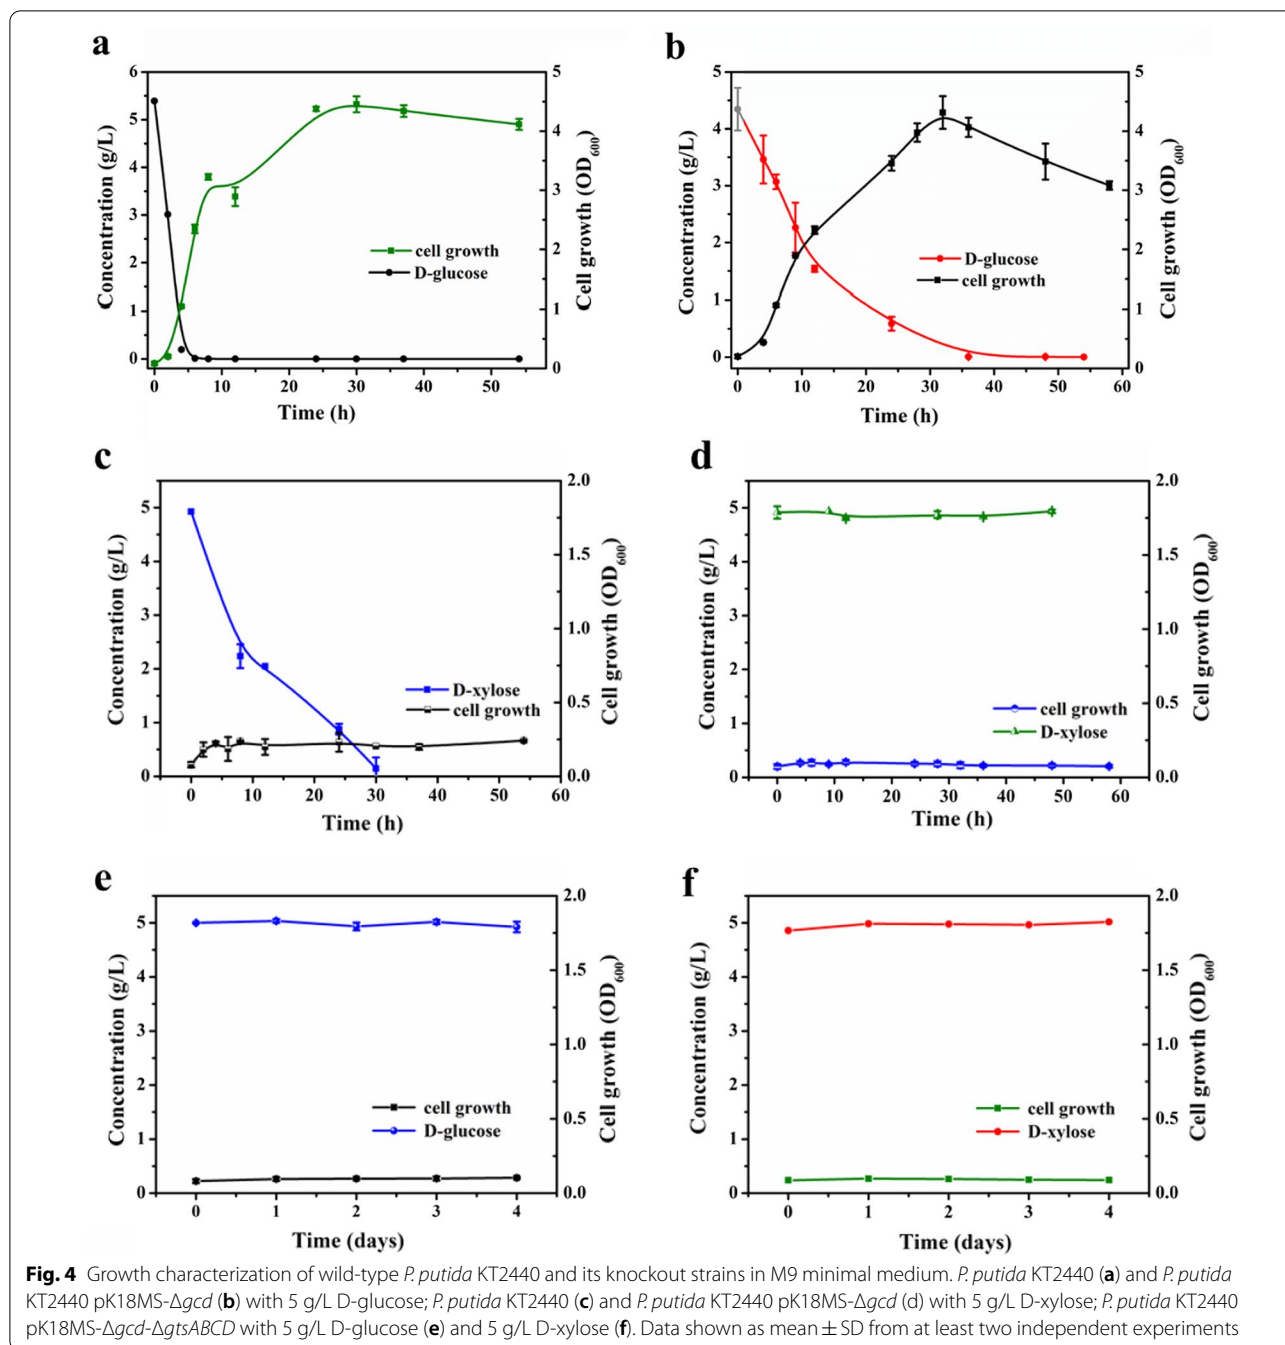 a
6
5
4
3
2
1
0
Concentration (g/L)
5
4
3
2
1
0
Cell growth (OD600)
cell growth
D-glucose
0 10 20 30 40 50
Time (h)
b
5
4
3
2
1
0
Concentration (g/L)
5
4
3
2
1
0
Cell growth (OD600)
D-glucose
cell growth
0 10 20 30 40 50 60
Time (h)
c
5
4
3
2
1
0
Concentration (g/L)
2.0
1.5
1.0
0.5
0.0
Cell growth (OD600)
D-xylose
cell growth
0 10 20 30 40 50 60
Time (h)
d
5
4
3
2
1
0
Concentration (g/L)
2.0
1.5
1.0
0.5
0.0
Cell growth (OD600)
cell growth
D-xylose
0 10 20 30 40 50 60
Time (h)
e
5
4
3
2
1
0
Concentration (g/L)
2.0
1.5
1.0
0.5
0.0
Cell growth (OD600)
cell growth
D-glucose
0 1 2 3 4
Time (days)
f
5
4
3
2
1
0
Concentration (g/L)
2.0
1.5
1.0
0.5
0.0
Cell growth (OD600)
cell growth
D-xylose
0 1 2 3 4
Time (days)
Fig. 4 Growth characterization of wild-type P. putida KT2440 and its knockout strains in M9 minimal medium. P. putida KT2440 (a) and P. putida
KT2440 pK18MS-Δgcd (b) with 5 g/L D-glucose; P. putida KT2440 (c) and P. putida KT2440 pK18MS-Δgcd (d) with 5 g/L D-xylose; P. putida KT2440
pK18MS-Δgcd-ΔgtsABCD with 5 g/L D-glucose (e) and 5 g/L D-xylose (f). Data shown as mean ± SD from at least two independent experiments